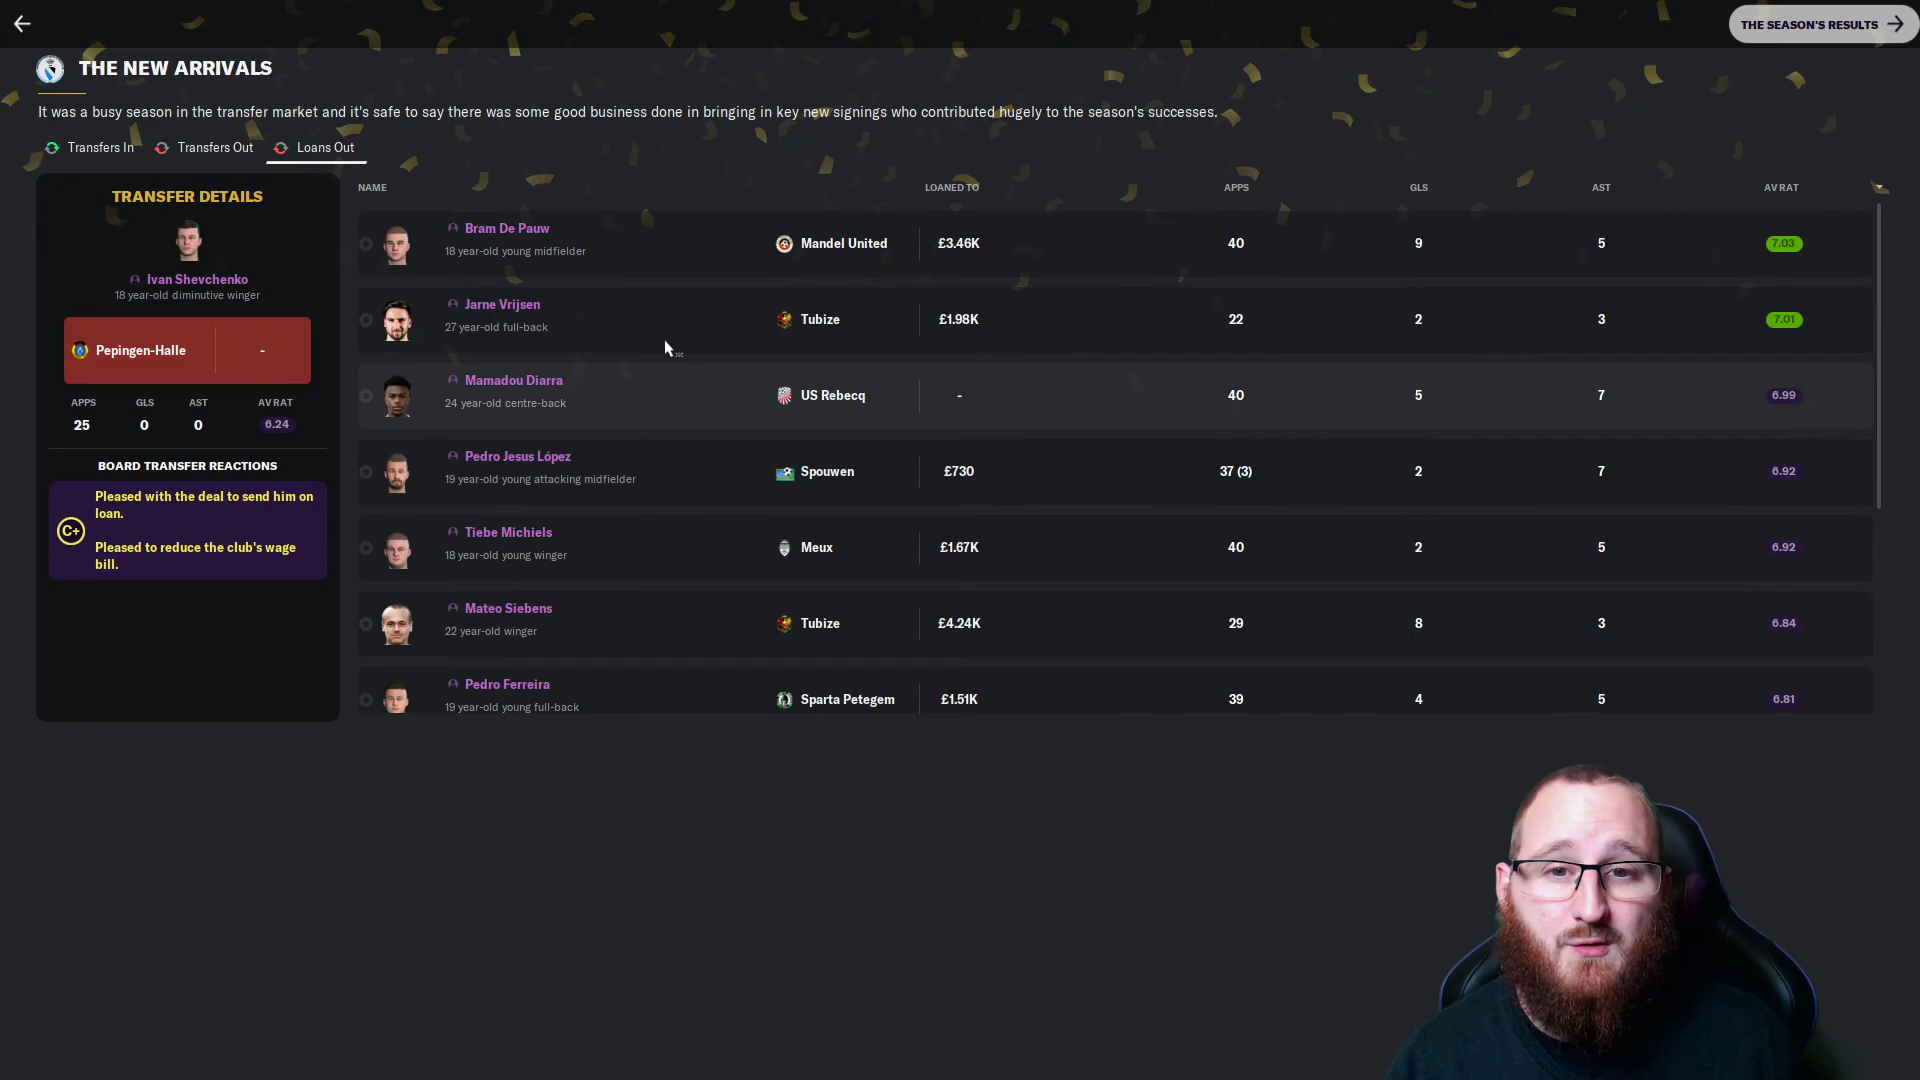 THE SEASON'S RESULTS
THE NEW ARRIVALS
It was a busy season in the transfer market and it's safe to say there was some good business done in bringing in key new signings who contributed hugely to the season's successes.
Transfers In
Transfers Out
Loans Out
TRANSFER DETAILS
Ivan Shevchenko
18 year-old diminutive winger
Pepingen-Halle -
APPS GLS AST AV RAT
25 0 0 6.24
BOARD TRANSFER REACTIONS
C+
Pleased with the deal to send him on
loan.
Pleased to reduce the club's wage
bill.
NAME LOANED TO APPS GLS AST AV RAT
Bram De Pauw
18 year-old young midfielder
Mandel United £3.46K 40 9 5 7.03
Jarne Vrijsen
27 year-old full-back
Tubize £1.98K 22 2 3 7.01
Mamadou Diarra
24 year-old centre-back
US Rebecq - 40 5 7 6.99
Pedro Jesus López
19 year-old young attacking midfielder
Spouwen £730 37 (3) 2 7 6.92
Tiebe Michiels
18 year-old young winger
Meux £1.67K 40 2 5 6.92
Mateo Siebens
22 year-old winger
Tubize £4.24K 29 8 3 6.84
Pedro Ferreira
19 year-old young full-back
Sparta Petegem £1.51K 39 4 5 6.81